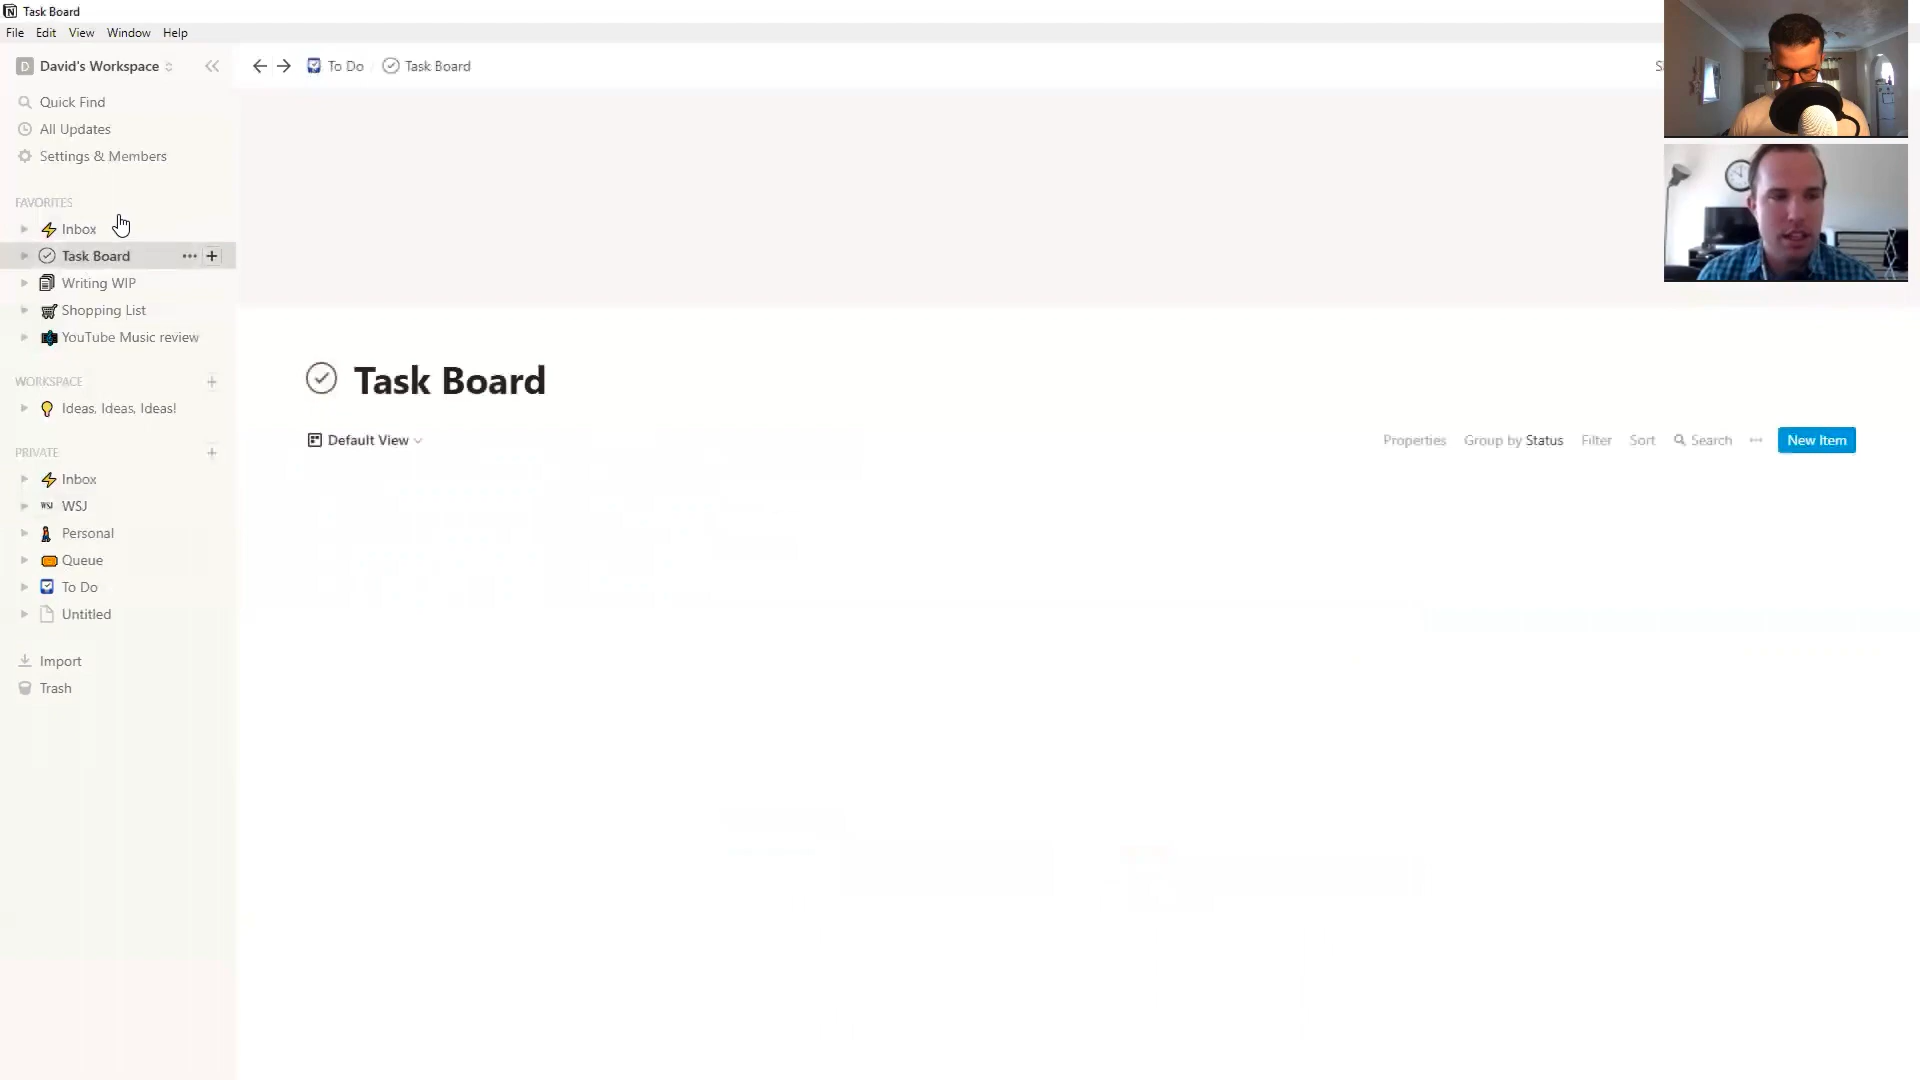 Task Board
File Edit View Window Help
David's Workspace
To Do / Task Board
Quick Find
All Updates
Settings & Members
FAVORITES
Inbox
Task Board
Writing WIP
Shopping List
YouTube Music review
WORKSPACE
Ideas, Ideas, Ideas!
PRIVATE
Inbox
WSJ WSJ
Personal
Queue
To Do
Untitled
Import
Trash
Task Board
Default View
Properties Group by Status Filter Sort Search New Item